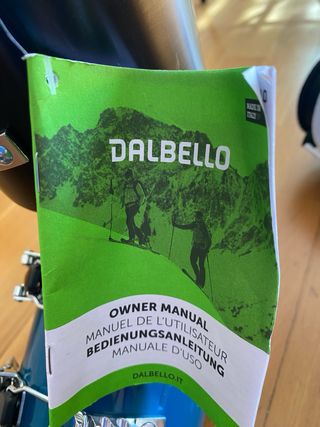 MADE IN
ITALY
DALBELLO
OWNER MANUAL
MANUEL DE L'UTILISATEUR
BEDIENUNGSANLEITUNG
MANUALE D'USO
DALBELLO.IT